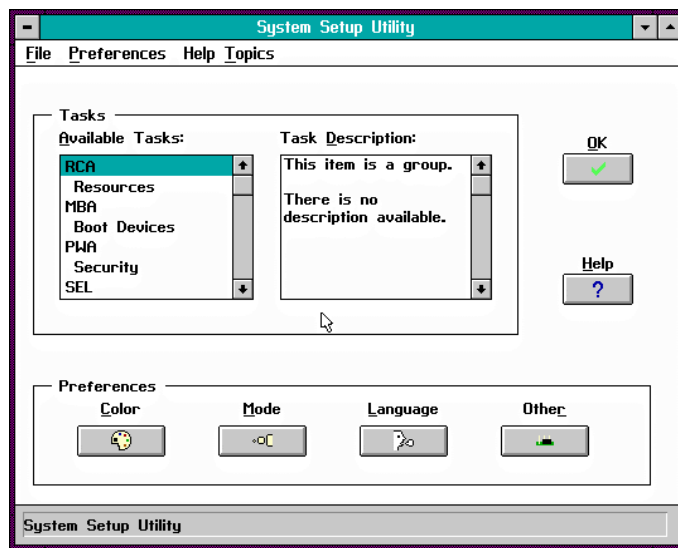 System Setup Utility
File Preferences Help Topics
Tasks
Available Tasks:
RCA
Resources
MBA
Boot Devices
PWA
Security
SEL
Task Description:
This item is a group.
There is no
description available.
OK
Help
?
Preferences
Color Mode Language Other
System Setup Utility